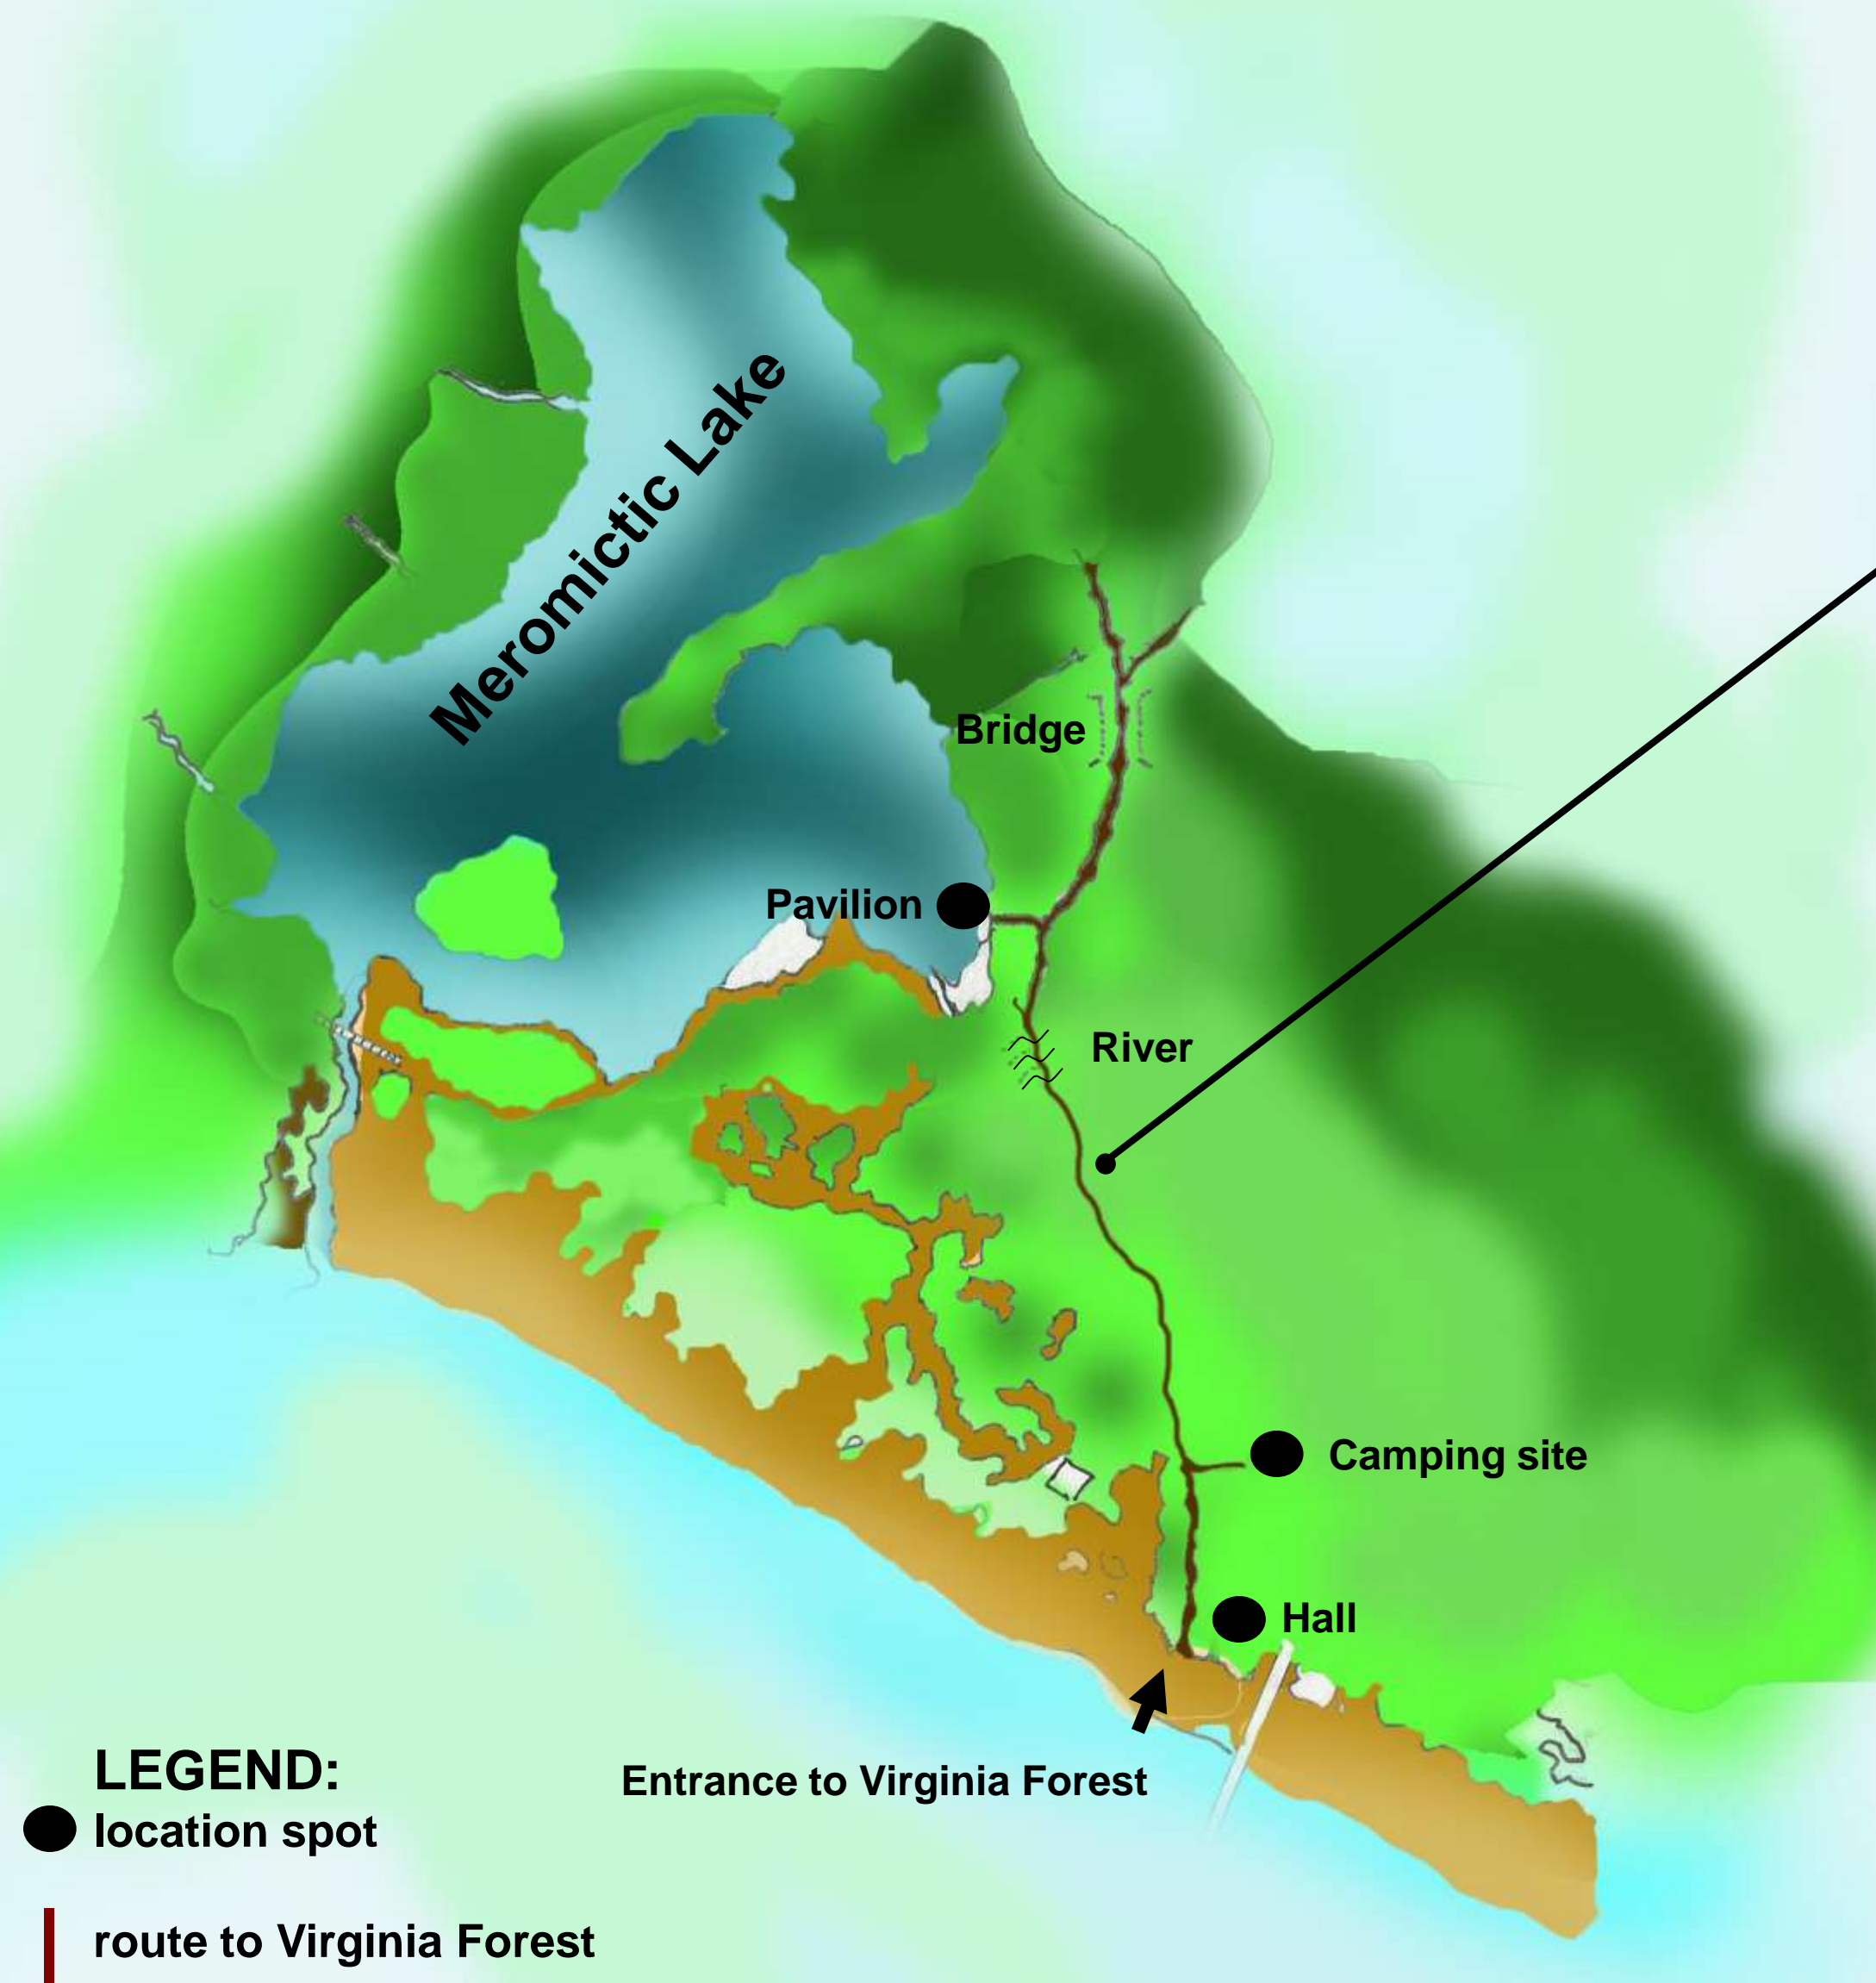 Meromictic Lake
Bridge
Pavilion
River
Camping site
Hall
Entrance to Virginia Forest
LEGEND:
location spot
route to Virginia Forest